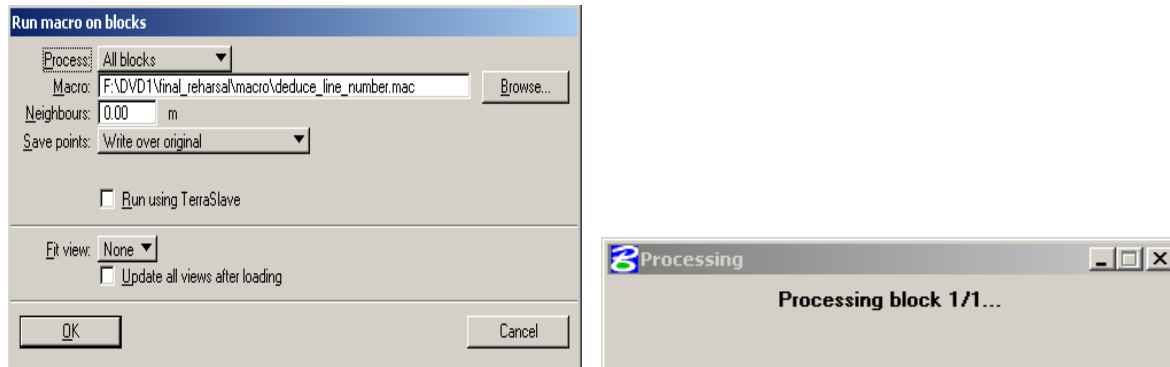 Run macro on blocks
Process: All blocks
Macro: F:\DVD1\final_reharsal\macro\deduce_line_number.mac Browse...
Neighbours: 0.00 m
Save points: Write over original
Run using TerraSlave
Fit view: None
Update all views after loading
OK Cancel
Processing
Processing block 1/1...